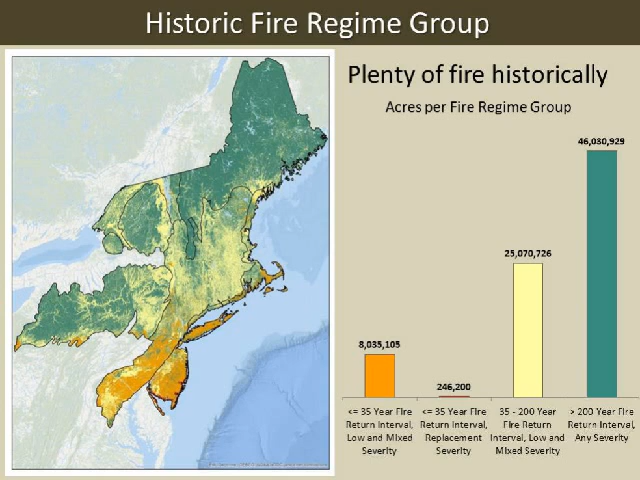 Historic Fire Regime Group
Plenty of fire historically
Acres per Fire Regime Group
46,080,929
25,070,726
8,035,105
246,200
<= 35 Year Fire
Return Interval,
Low and Mixed
Severity
<= 35 Year Fire
Return Interval,
Replacement
Severity
35 - 200 Year
Fire Return
Interval, Low and
Mixed Severity
> 200 Year Fire
Return Interval,
Any Severity